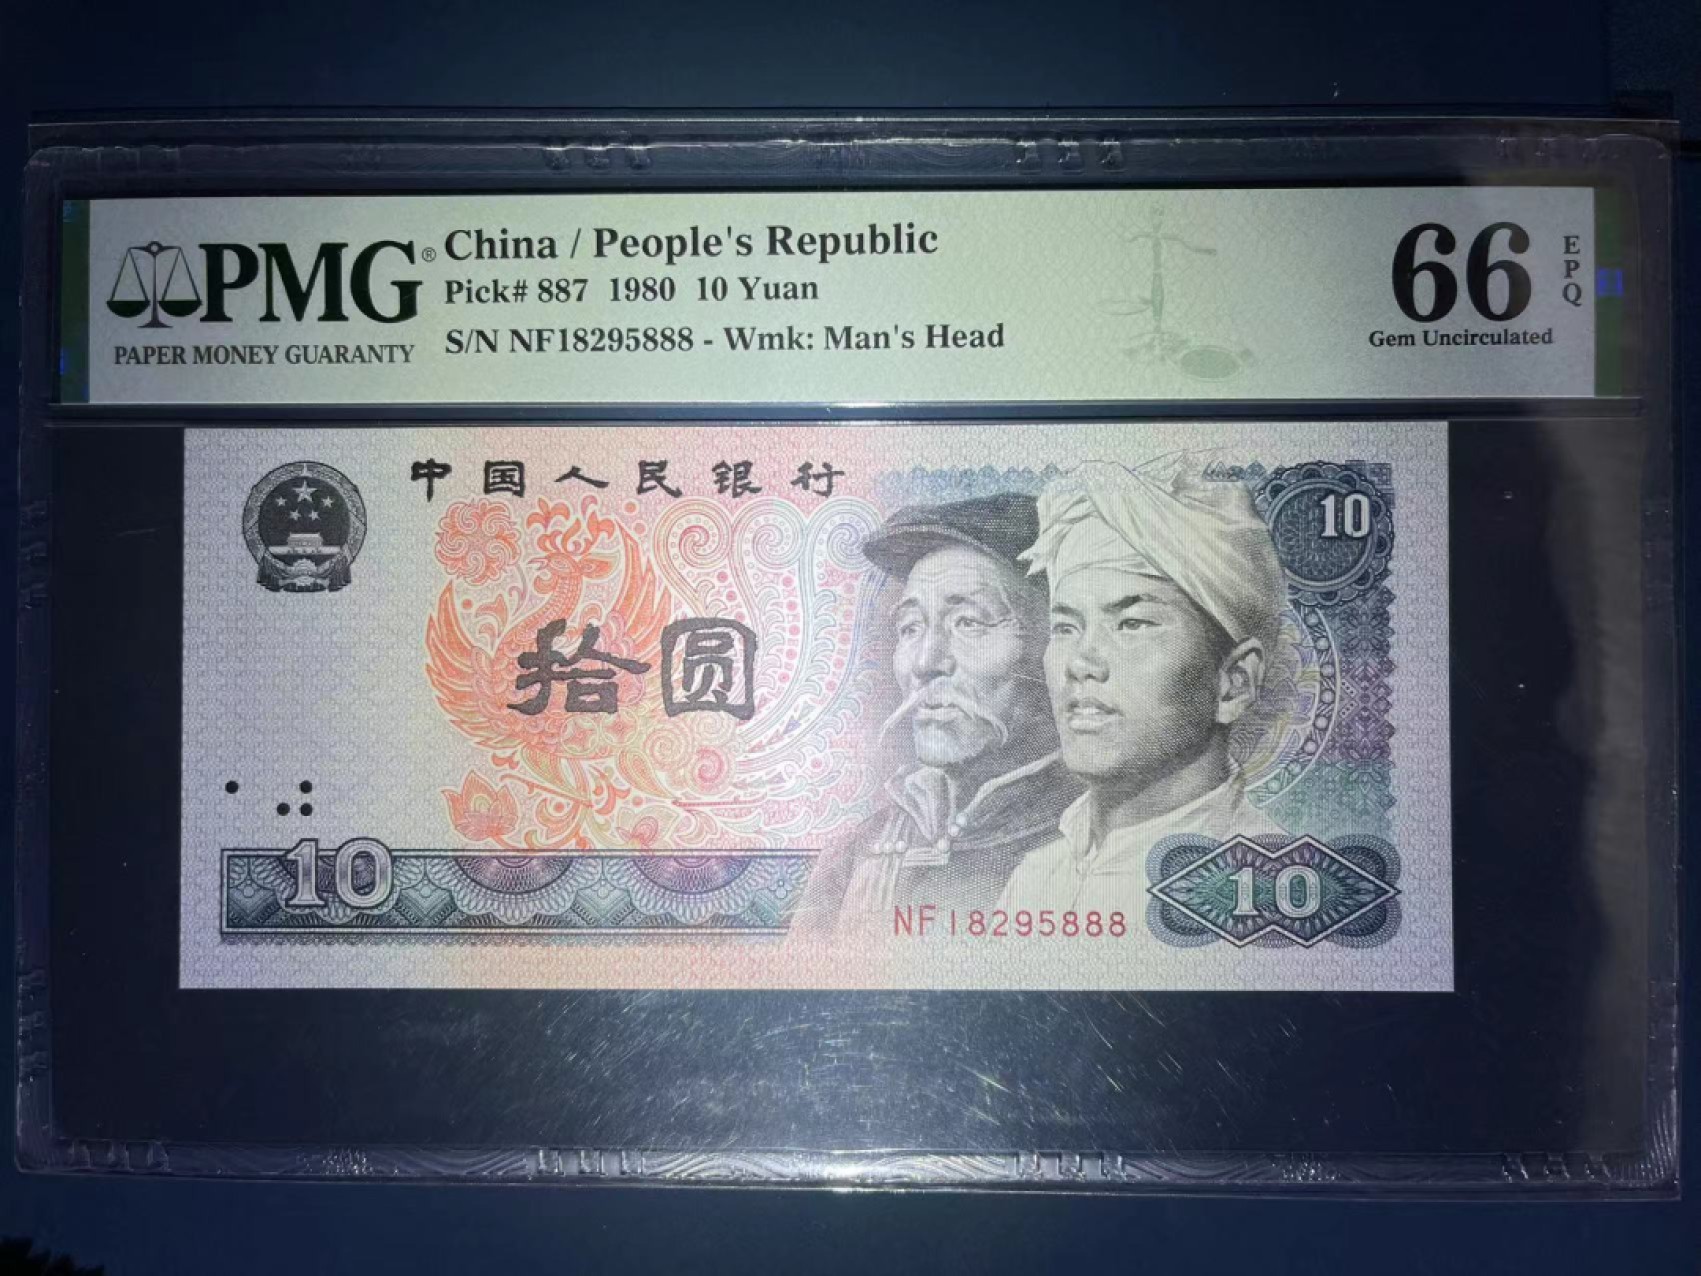 PMG®
PAPER MONEY GUARANTY
China / People's Republic
Pick# 887 1980 10 Yuan
S/N NF18295888 - Wmk: Man's Head
66
EPQ
Gem Uncirculated
中国人民银行
10
拾圆
10
NF18295888
10